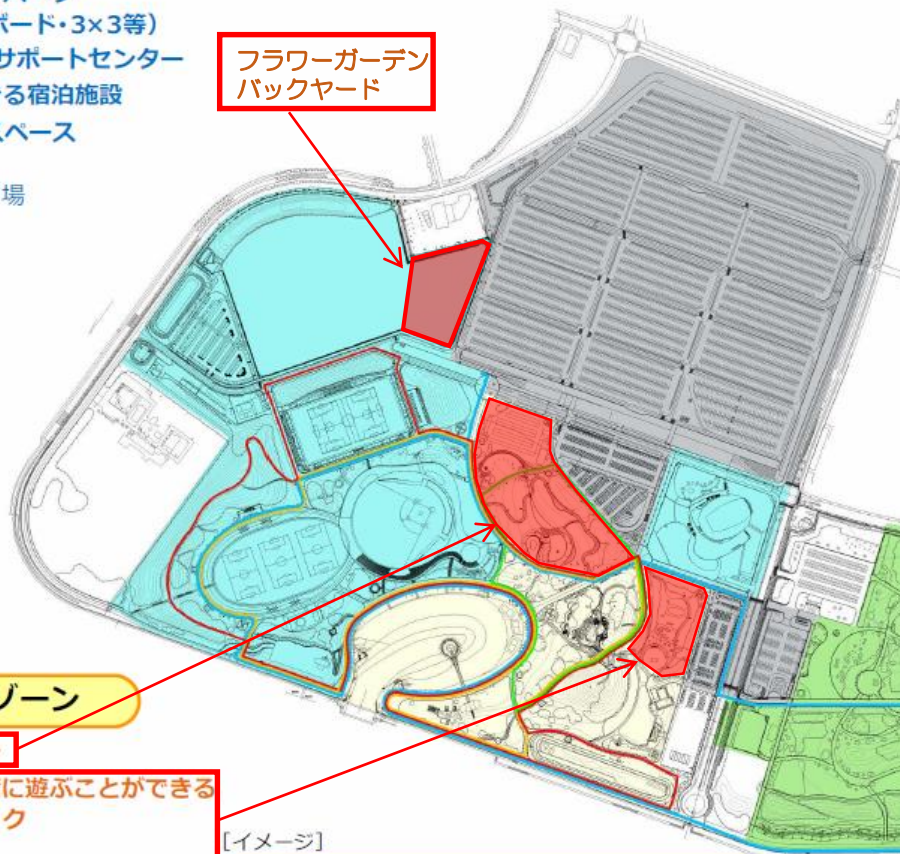 ボード・3×3等）
サポートセンター
る宿泊施設
スペース
場
フラワーガーデン
バックヤード
ゾーン
に遊ぶことができる
ク
[イメージ]